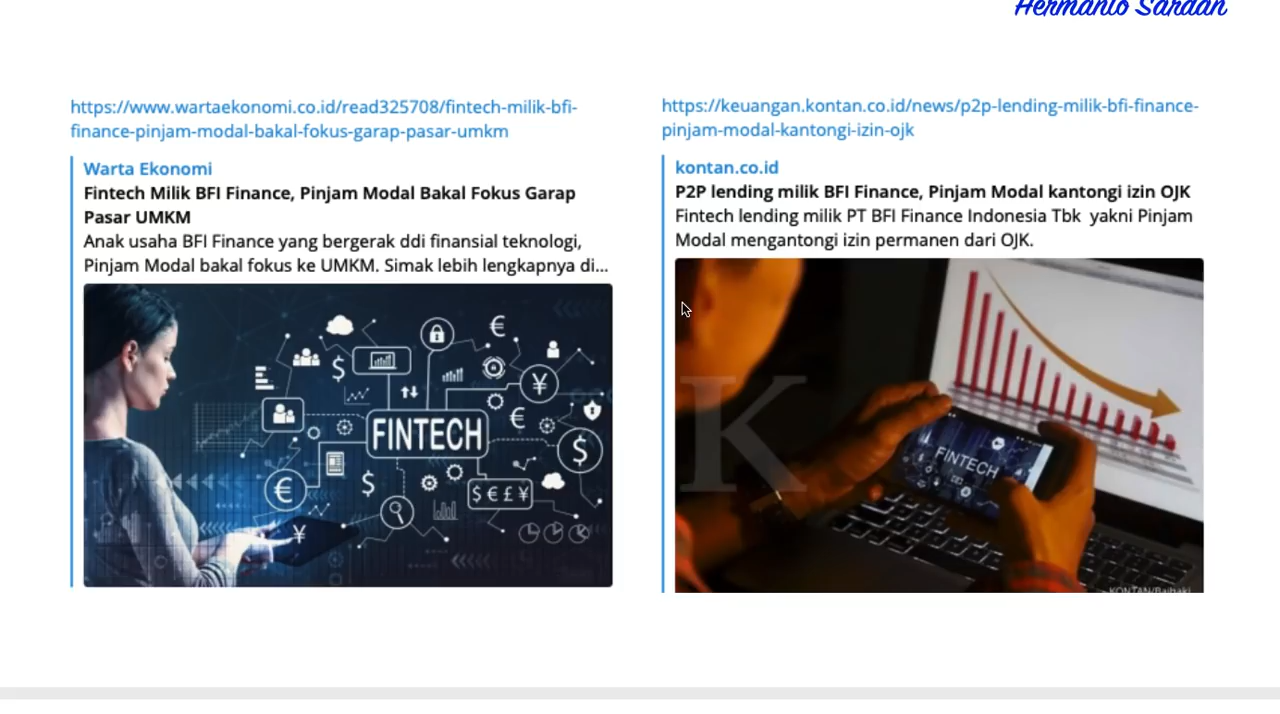 Hermanto Sardan
https://www.wartaekonomi.co.id/read325708/fintech-milik-bfi-
finance-pinjam-modal-bakal-fokus-garap-pasar-umkm
Warta Ekonomi
Fintech Milik BFI Finance, Pinjam Modal Bakal Fokus Garap
Pasar UMKM
Anak usaha BFI Finance yang bergerak ddi finansial teknologi,
Pinjam Modal bakal fokus ke UMKM. Simak lebih lengkapnya di...
FINTECH
$ € £ ¥
https://keuangan.kontan.co.id/news/p2p-lending-milik-bfi-finance-
pinjam-modal-kantongi-izin-ojk
kontan.co.id
P2P lending milik BFI Finance, Pinjam Modal kantongi izin OJK
Fintech lending milik PT BFI Finance Indonesia Tbk yakni Pinjam
Modal mengantongi izin permanen dari OJK.
K
FINTECH
KONTAN/Baihaki